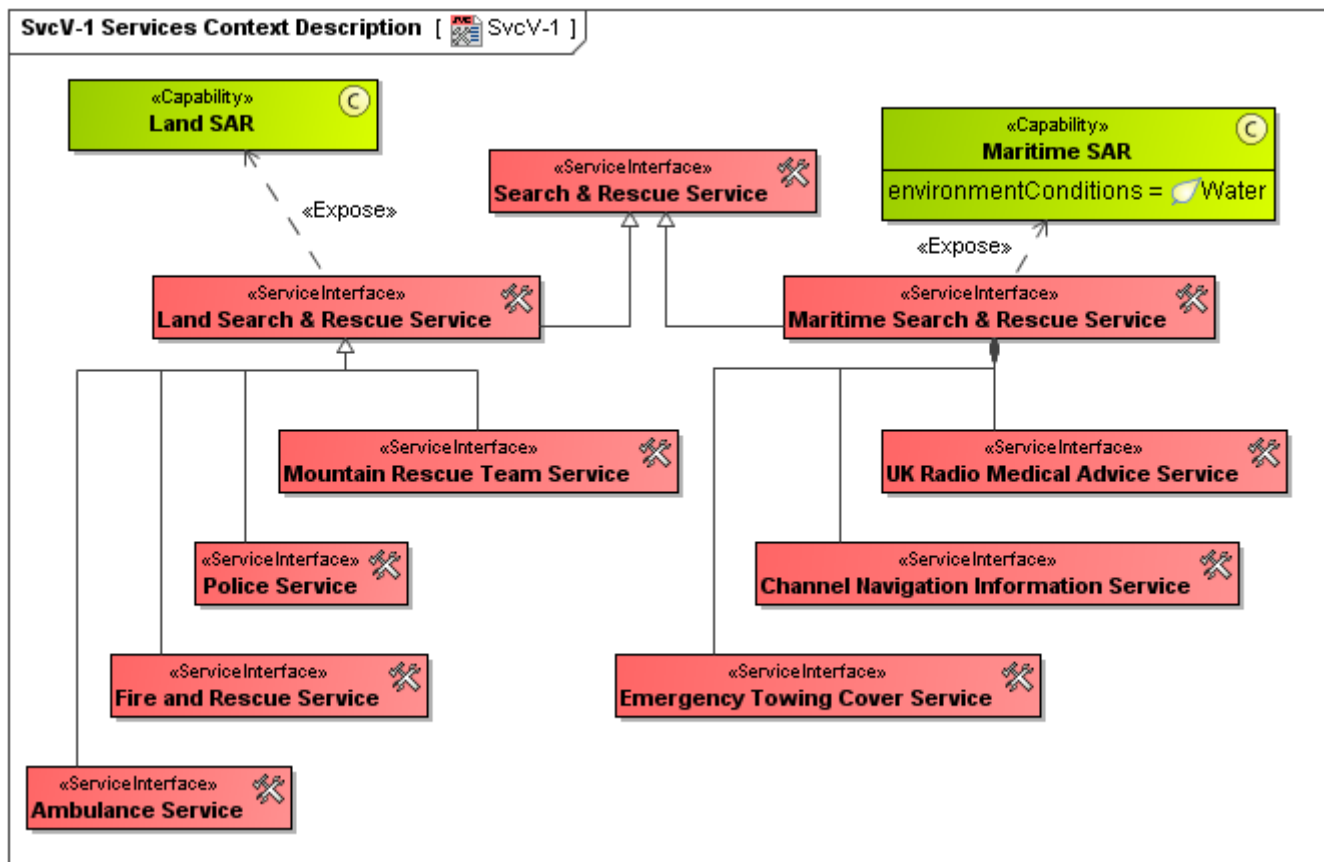 SvcV-1 Services Context Description [ SvcV-1 ]
«Capability»
Land SAR
«Capability»
Maritime SAR
environmentConditions = Water
«ServiceInterface»
Search & Rescue Service
«Expose»
«Expose»
«ServiceInterface»
Land Search & Rescue Service
«ServiceInterface»
Maritime Search & Rescue Service
«ServiceInterface»
Mountain Rescue Team Service
«ServiceInterface»
UK Radio Medical Advice Service
«ServiceInterface»
Police Service
«ServiceInterface»
Channel Navigation Information Service
«ServiceInterface»
Fire and Rescue Service
«ServiceInterface»
Emergency Towing Cover Service
«ServiceInterface»
Ambulance Service